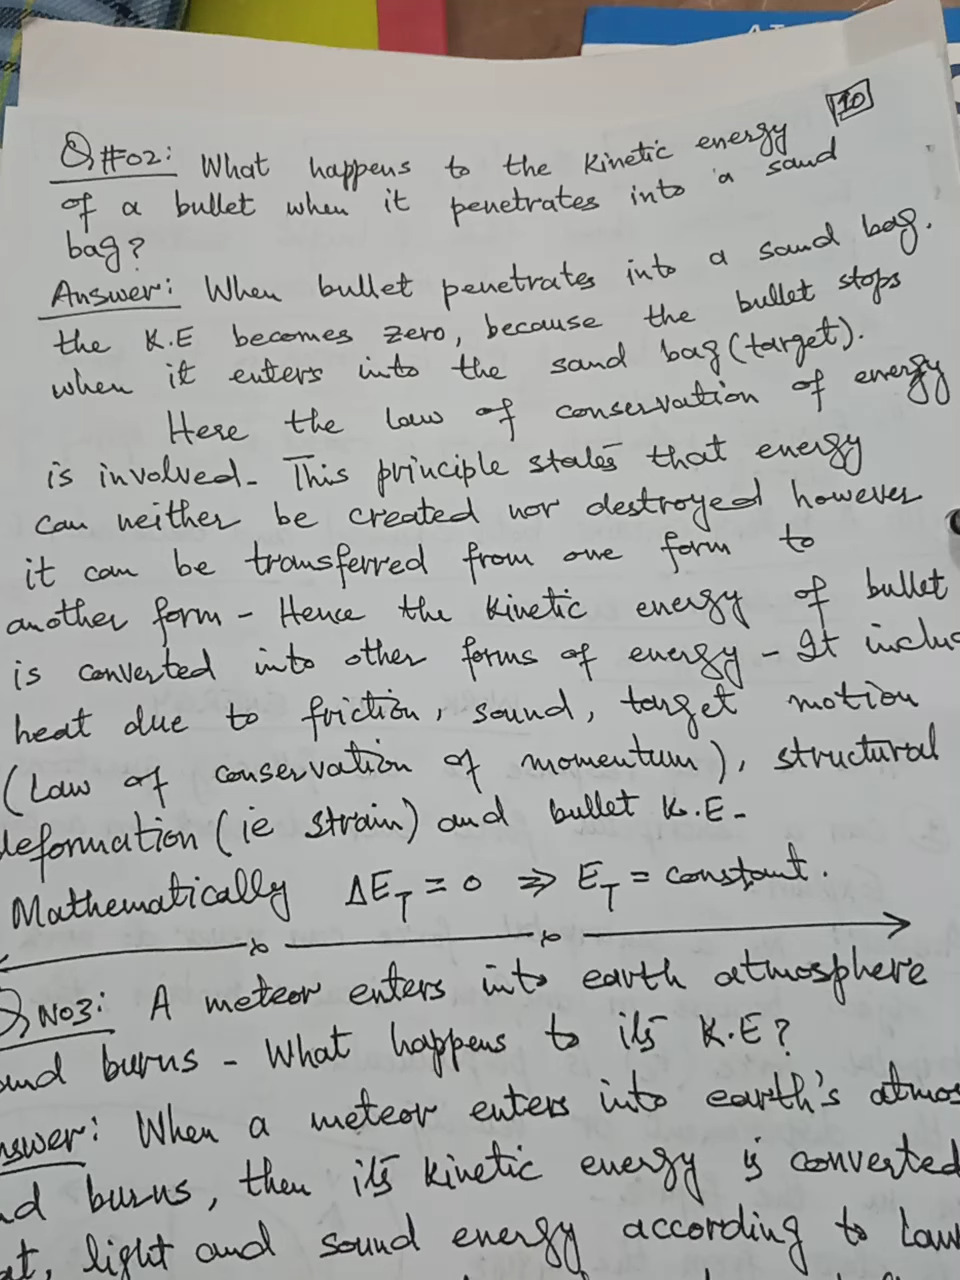 10
Q#02: What happens to the kinetic energy
of a bullet when it penetrates into a sand
bag?
Answer: When bullet penetrates into a sand bag.
the K.E becomes zero, because the bullet stops
when it enters into the sand bag (target).
Here the law of conservation of energy
is involved. This principle states that energy
can neither be created nor destroyed however
it can be transferred from one form to
another form - Hence the kinetic energy of bullet
is converted into other forms of energy - It inclu
heat due to friction, sound, target motion
(Law of conservation of momentum), structural
deformation (ie strain) and bullet K.E -
Mathematically ΔE_T = 0 ⇒ E_T = constant.
Q No3: A meteor enters into earth atmosphere
and burns - What happens to its K.E?
nswer: When a meteor enters into earth's atmos
nd burns, then its kinetic energy is converted
at, light and sound energy according to Law